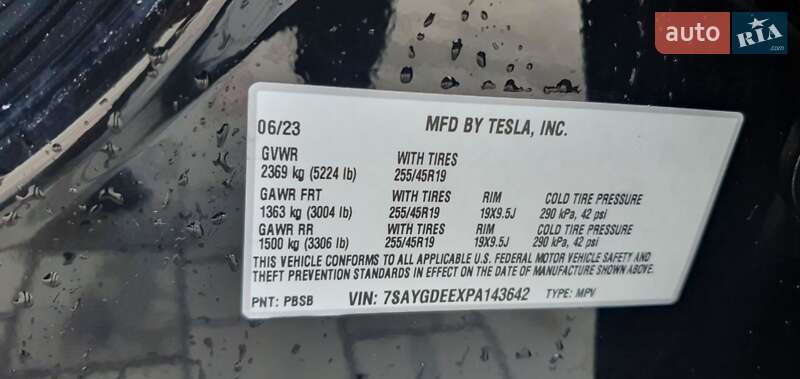 auto RIA
06/23 MFD BY TESLA, INC.
GVWR WITH TIRES
2369 kg (5224 lb) 255/45R19
GAWR FRT WITH TIRES RIM COLD TIRE PRESSURE
1363 kg (3004 lb) 255/45R19 19X9.5J 290 kPa, 42 psi
GAWR RR WITH TIRES RIM COLD TIRE PRESSURE
1500 kg (3306 lb) 255/45R19 19X9.5J 290 kPa, 42 psi
THIS VEHICLE CONFORMS TO ALL APPLICABLE U.S. FEDERAL MOTOR VEHICLE SAFETY AND
THEFT PREVENTION STANDARDS IN EFFECT ON THE DATE OF MANUFACTURE SHOWN ABOVE.
PNT: PBSB VIN: 7SAYGDEEXPA143642 TYPE: MPV